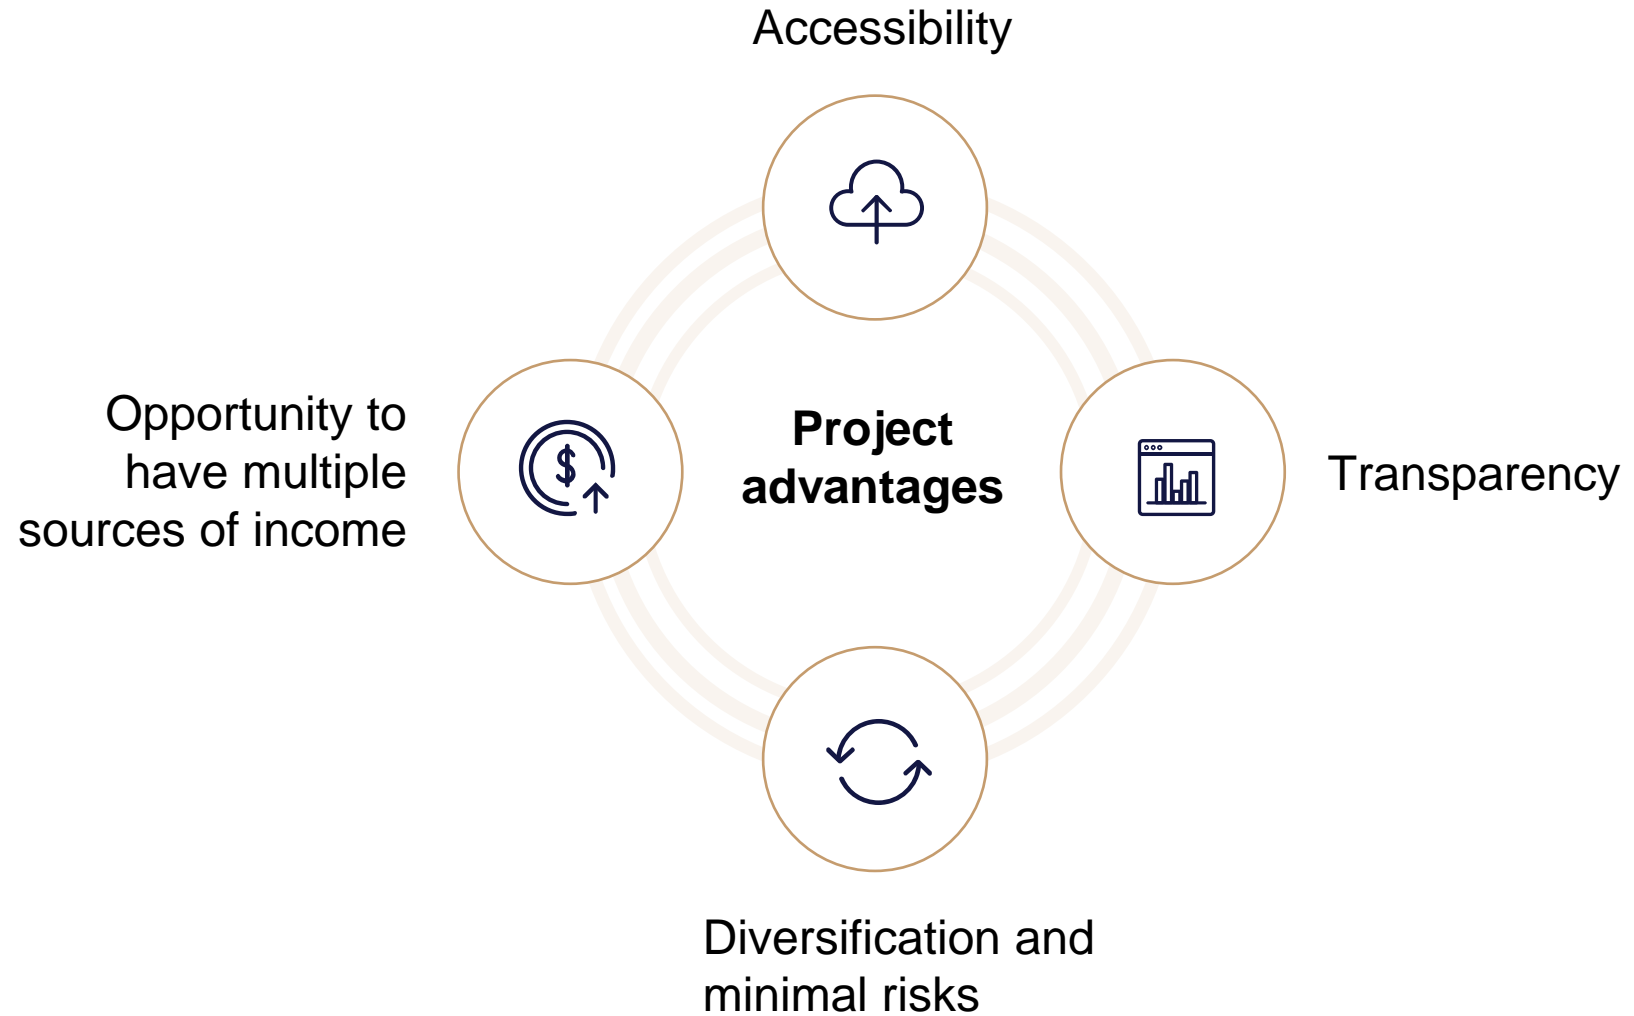 Accessibility
Opportunity to
have multiple
sources of income
Project
advantages
Transparency
Diversification and
minimal risks